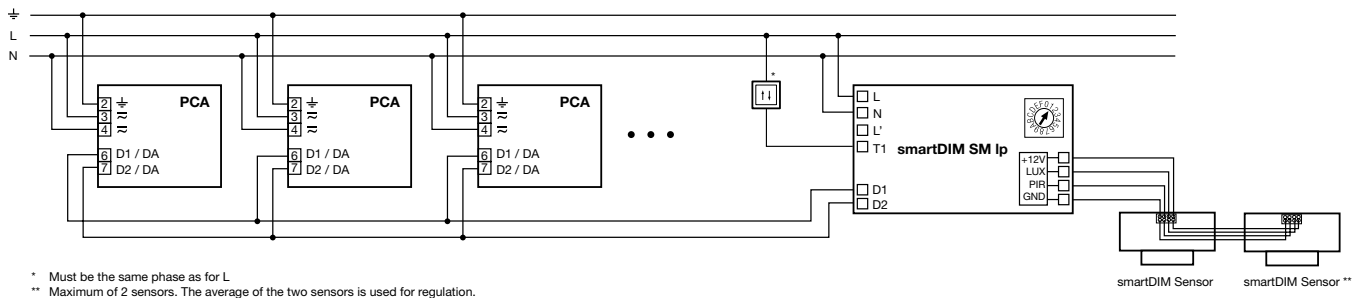 ⏚
L
N
PCA
2 ⏚
3 ≂
4 ≂
6 D1 / DA
7 D2 / DA
PCA
2 ⏚
3 ≂
4 ≂
6 D1 / DA
7 D2 / DA
PCA
2 ⏚
3 ≂
4 ≂
6 D1 / DA
7 D2 / DA
• • •
*
L
N
L'
T1
smartDIM SM lp
D1
D2
0123456789ABCDEF
+12V
LUX
PIR
GND
smartDIM Sensor
smartDIM Sensor **
* Must be the same phase as for L
** Maximum of 2 sensors. The average of the two sensors is used for regulation.